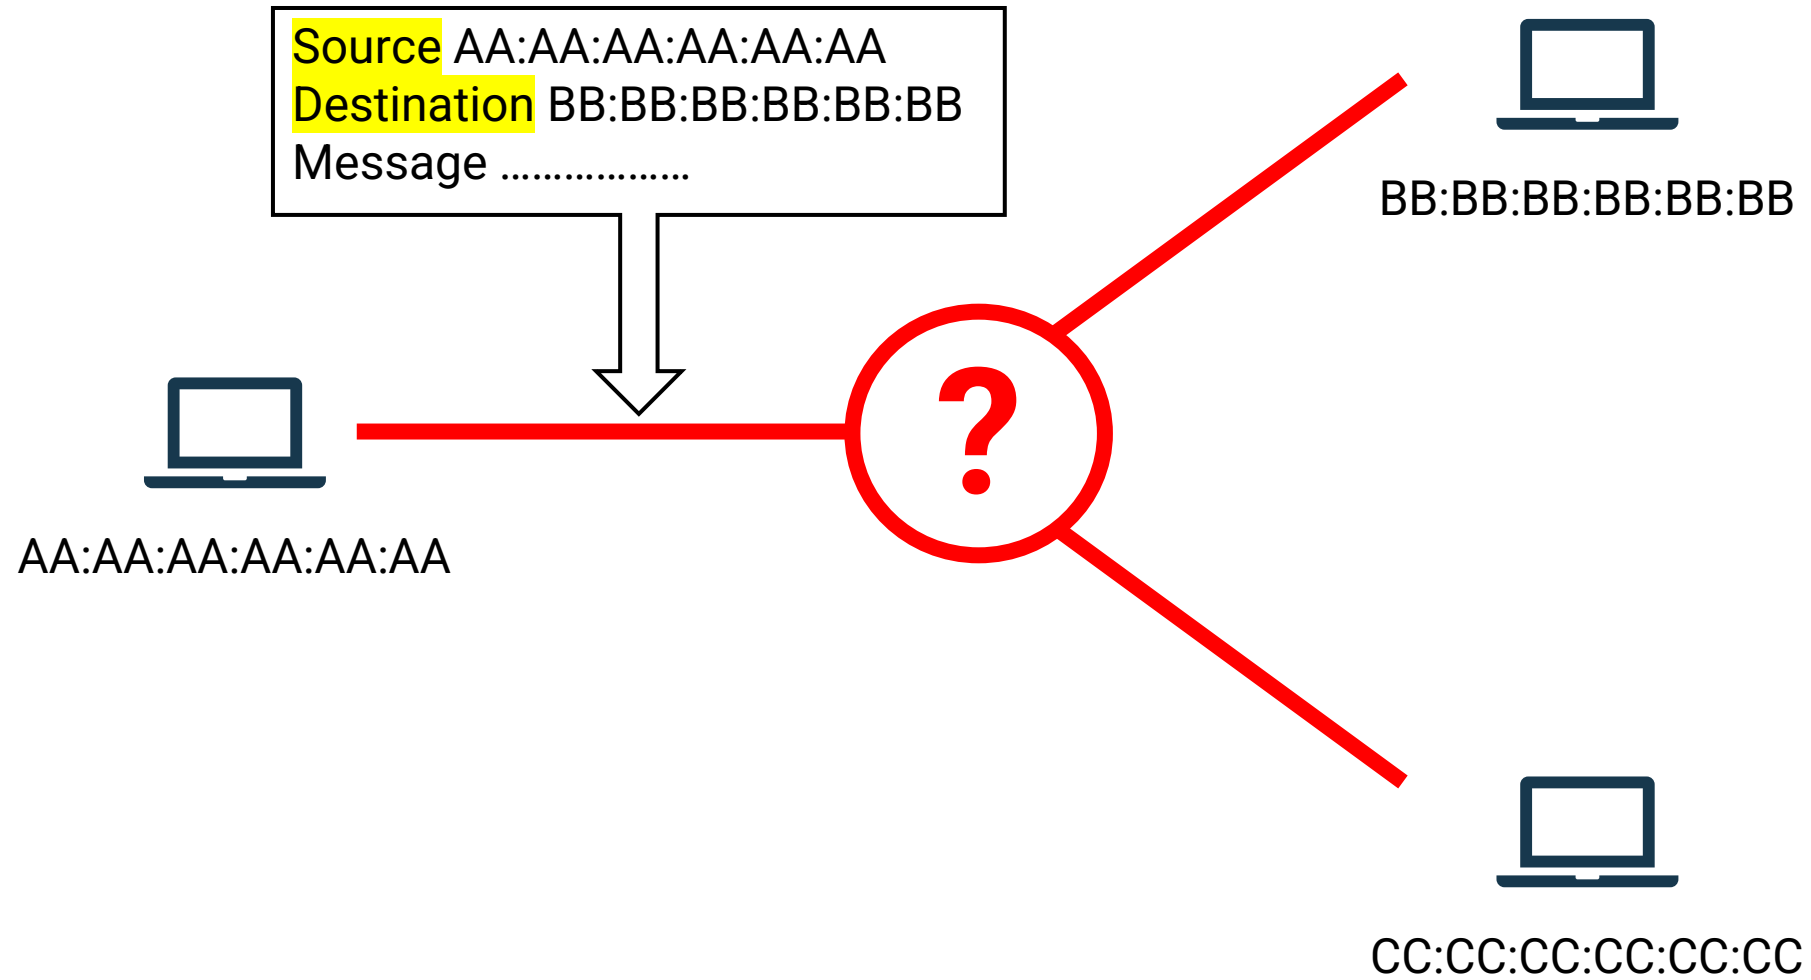 Source AA:AA:AA:AA:AA:AA
Destination BB:BB:BB:BB:BB:BB
Message ………………
BB:BB:BB:BB:BB:BB
?
AA:AA:AA:AA:AA:AA
CC:CC:CC:CC:CC:CC